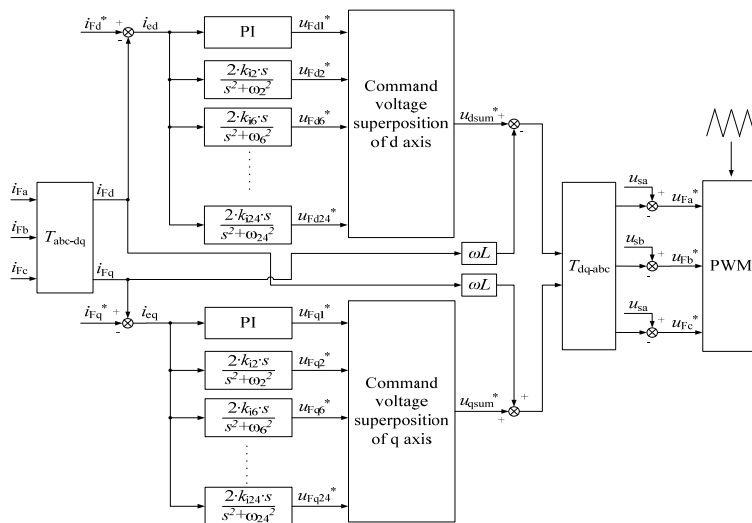 i_Fd* + - i_ed
PI u_Fd1*
2·k_i2·s / s²+ω_2² u_Fd2*
2·k_i6·s / s²+ω_6² u_Fd6*
2·k_i24·s / s²+ω_24² u_Fd24*
Command
voltage
superposition
of d axis
u_dsum* + -
i_Fa
i_Fb
i_Fc
T_abc-dq
i_Fd
i_Fq
ωL
ωL
i_Fq* + - i_eq
PI u_Fq1*
2·k_i2·s / s²+ω_2² u_Fq2*
2·k_i6·s / s²+ω_6² u_Fq6*
2·k_i24·s / s²+ω_24² u_Fq24*
Command
voltage
superposition
of q axis
u_qsum* + +
T_dq-abc
u_sa + - u_Fa*
u_sb + - u_Fb*
u_sa + - u_Fc*
PWM